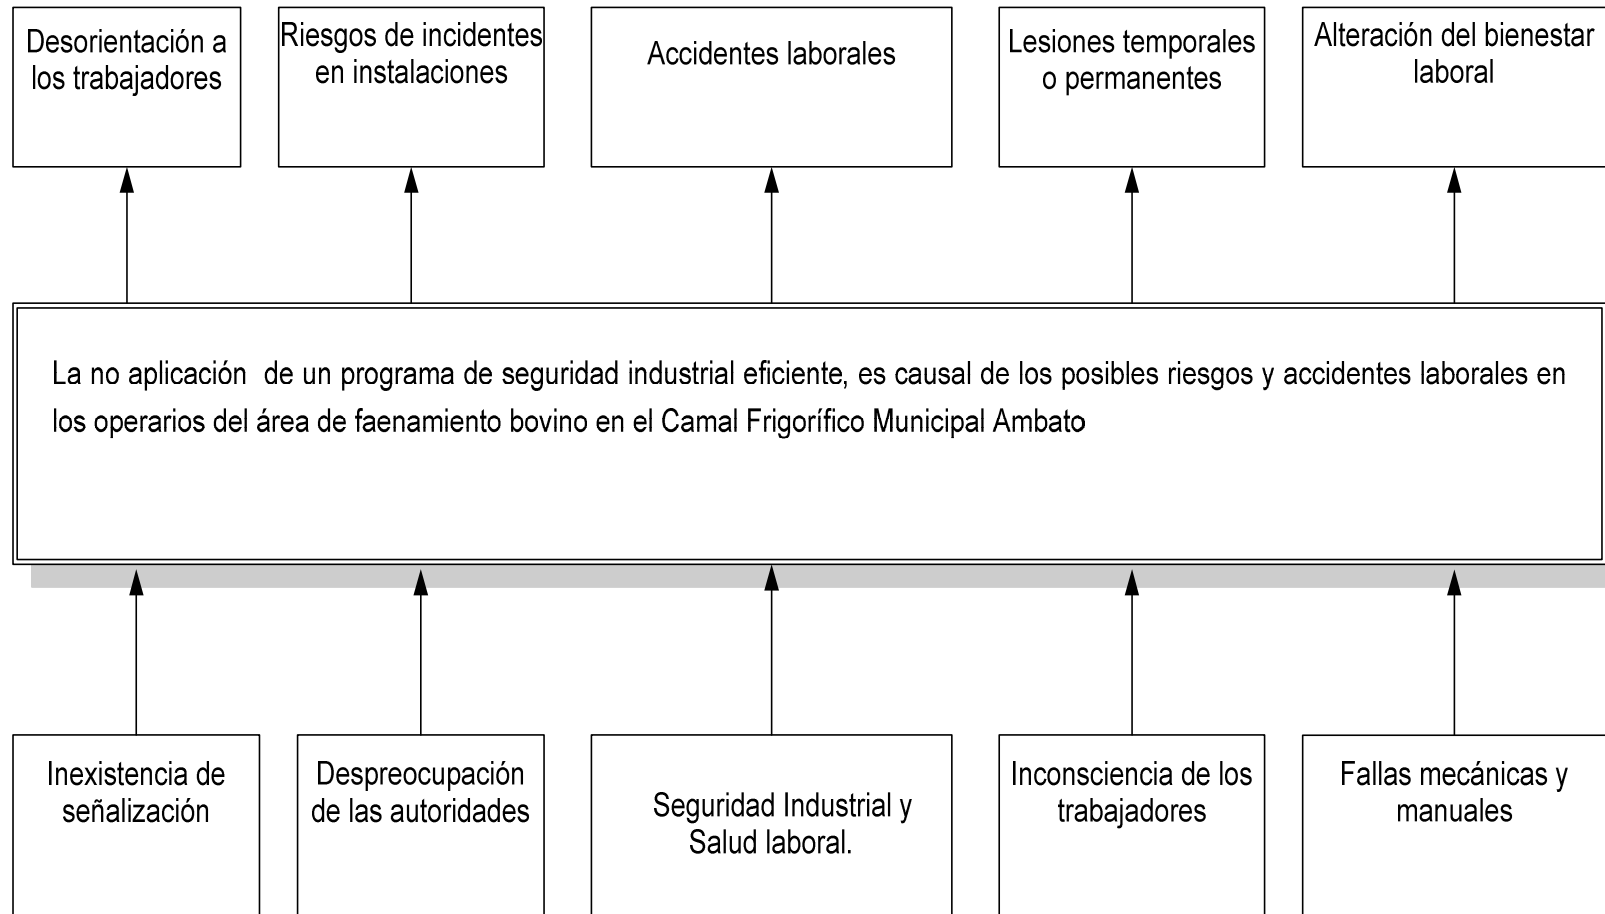 Desorientación a
los trabajadores
Riesgos de incidentes
en instalaciones
Accidentes laborales
Lesiones temporales
o permanentes
Alteración del bienestar
laboral
La no aplicación  de un programa de seguridad industrial eficiente, es causal de los posibles riesgos y accidentes laborales en
los operarios del área de faenamiento bovino en el Camal Frigorífico Municipal Ambato
Inexistencia de
señalización
Despreocupación
de las autoridades
Seguridad Industrial y
Salud laboral.
Inconsciencia de los
trabajadores
Fallas mecánicas y
manuales